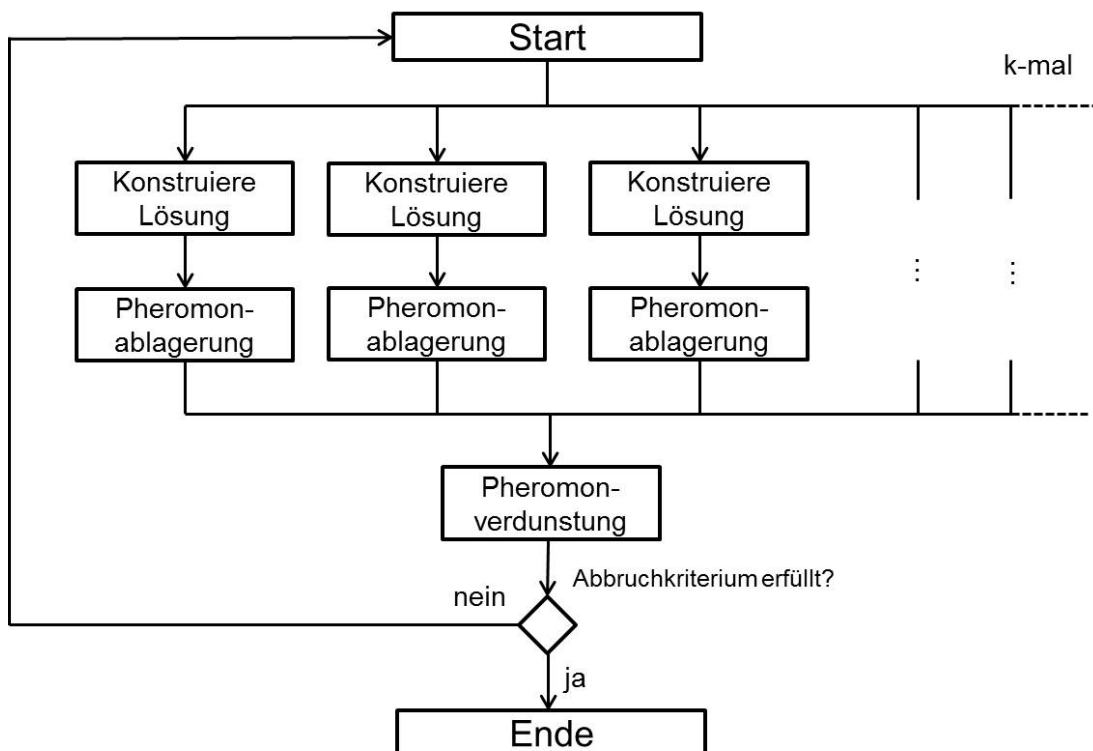 Start
k-mal
Konstruiere
Lösung
Konstruiere
Lösung
Konstruiere
Lösung
Pheromon-
ablagerung
Pheromon-
ablagerung
Pheromon-
ablagerung
Pheromon-
verdunstung
Abbruchkriterium erfüllt?
nein
ja
Ende